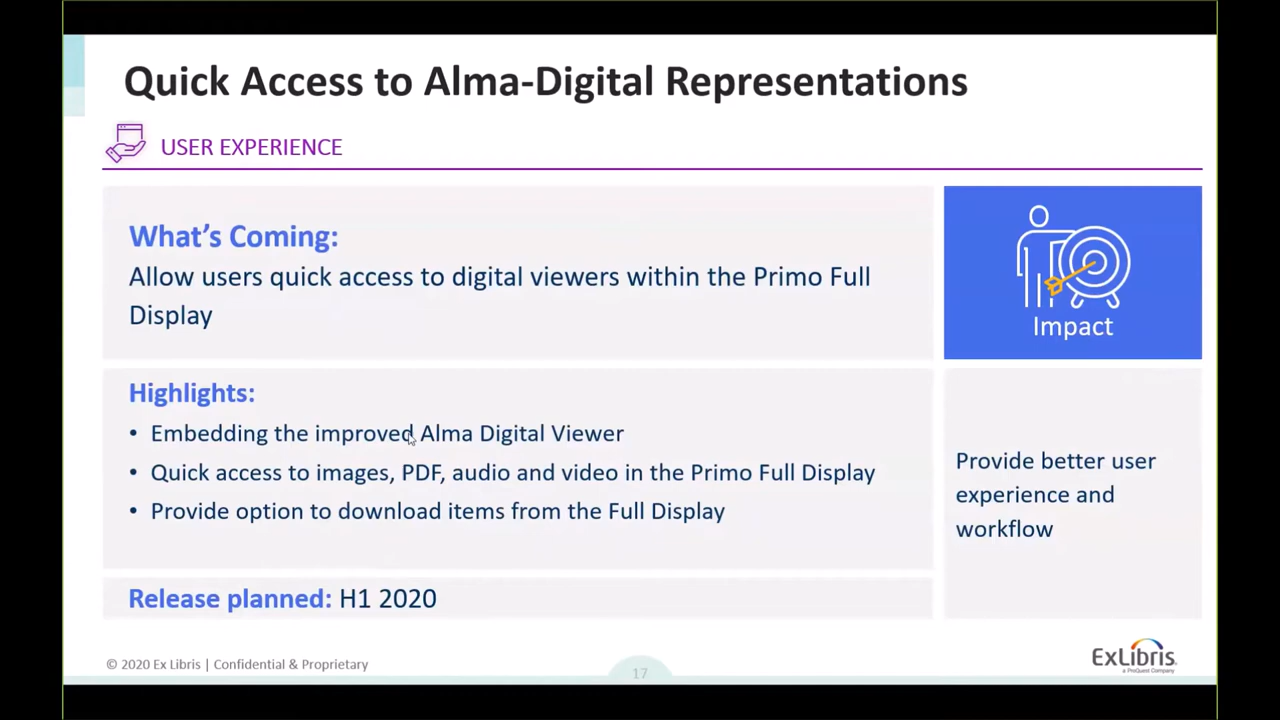 Quick Access to Alma-Digital Representations
USER EXPERIENCE
What's Coming:
Allow users quick access to digital viewers within the Primo Full
Display
Impact
Highlights:
• Embedding the improved Alma Digital Viewer
• Quick access to images, PDF, audio and video in the Primo Full Display
• Provide option to download items from the Full Display
Provide better user
experience and
workflow
Release planned: H1 2020
© 2020 Ex Libris | Confidential & Proprietary
17
ExLibris
a ProQuest Company